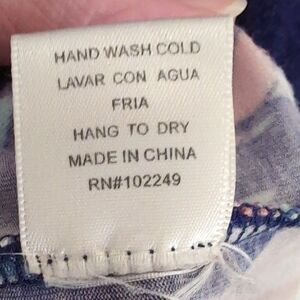 HAND WASH COLD
LAVAR CON AGUA
FRIA
HANG TO DRY
MADE IN CHINA
RN#102249